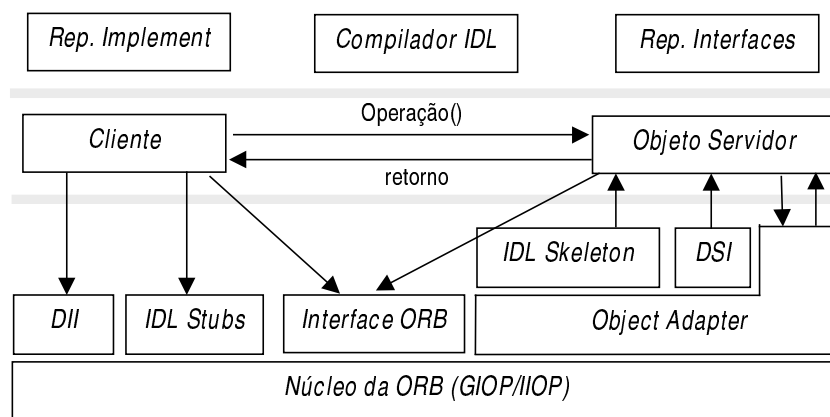 Rep. Implement
Compilador IDL
Rep. Interfaces
Operação()
Cliente
Objeto Servidor
retorno
IDL Skeleton
DSI
DII
IDL Stubs
Interface ORB
Object Adapter
Núcleo da ORB (GIOP/IIOP)